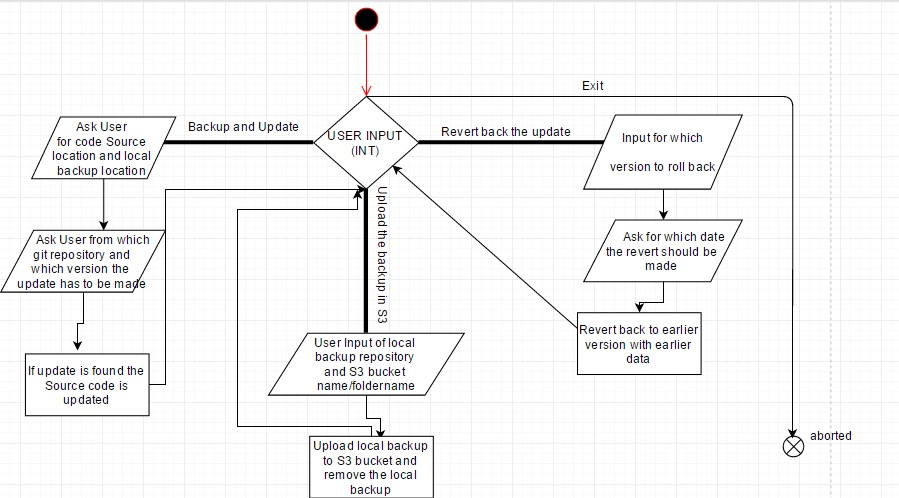 Exit
Backup and Update
USER INPUT
(INT)
Revert back the update
Ask User
for code Source
location and local
backup location
Input for which
version to roll back
Upload the backup in S3
Ask User from which
git repository and
which version the
update has to be made
Ask for which date
the revert should be
made
Revert back to earlier
version with earlier
data
User Input of local
backup repository
and S3 bucket
name/foldername
If update is found the
Source code is
updated
aborted
Upload local backup
to S3 bucket and
remove the local
backup